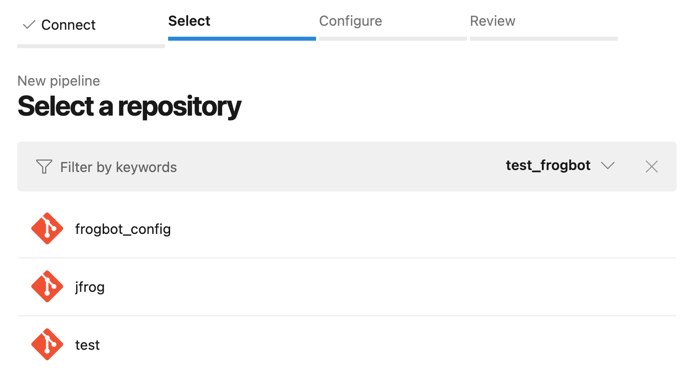 Connect
Select
Configure
Review
New pipeline
Select a repository
Filter by keywords
test_frogbot
frogbot_config
jfrog
test